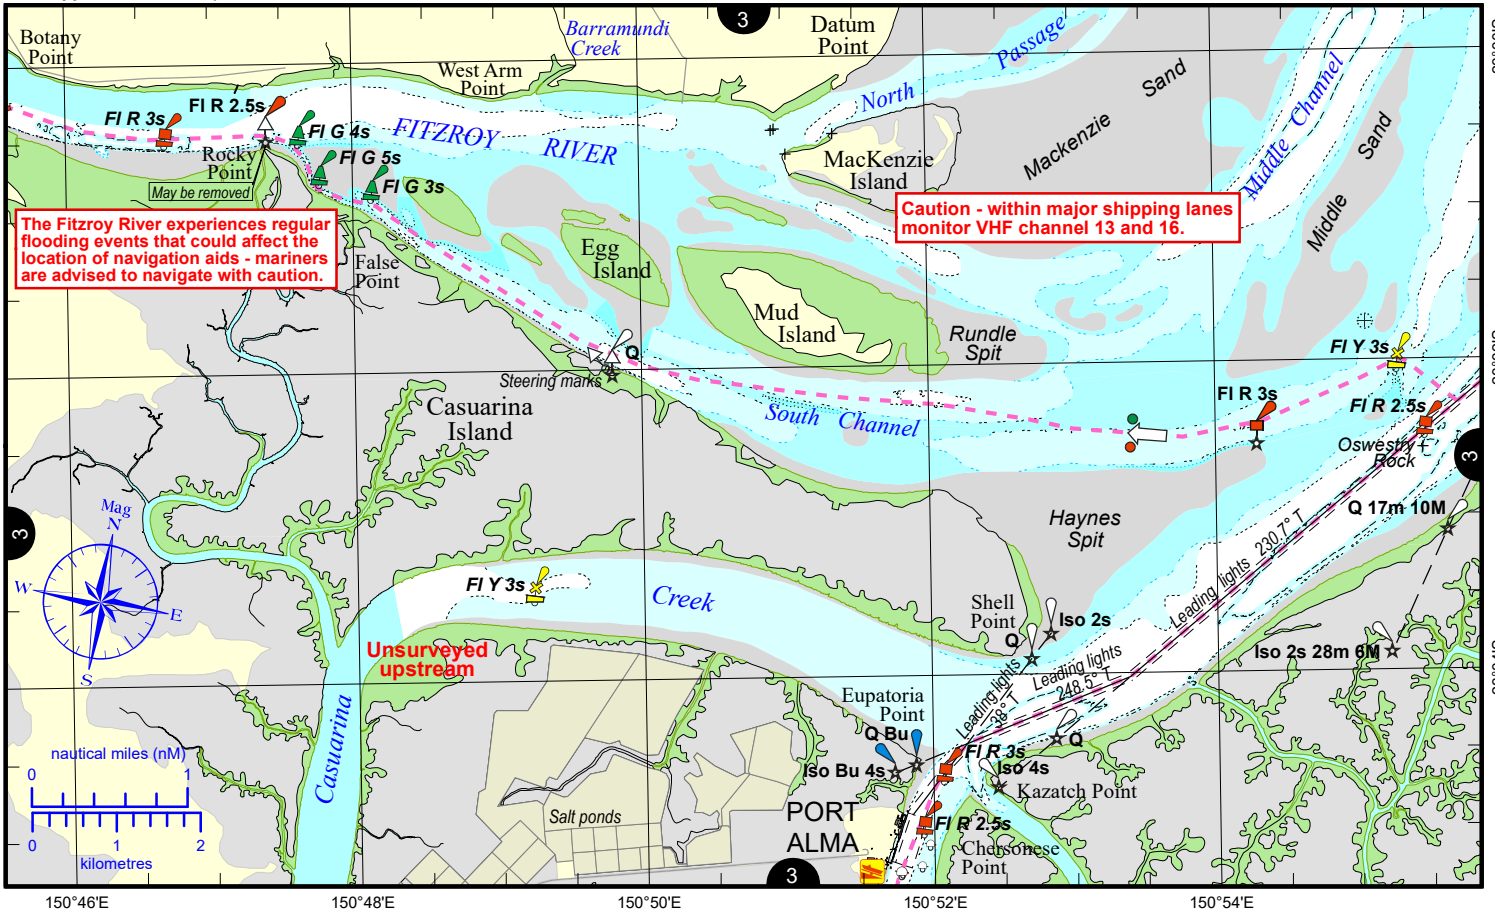 3
Botany
Point
Barramundi
Creek
Datum
Point
North Passage
Middle Channel
Sand
West Arm
Point
Fl R 3s
Fl R 2.5s
Fl G 4s
FITZROY RIVER
Rocky
Point
May be removed
Fl G 5s
Fl G 3s
MacKenzie
Island
Mackenzie
Sand
Middle
The Fitzroy River experiences regular
flooding events that could affect the
location of navigation aids - mariners
are advised to navigate with caution.
Caution - within major shipping lanes
monitor VHF channel 13 and 16.
False
Point
Egg
Island
Mud
Island
Rundle
Spit
Fl Y 3s
Q
Steering marks
Casuarina
Island
South Channel
Fl R 3s
Fl R 2.5s
Oswestry
Rock
3
Q 17m 10M
Haynes
Spit
3
Mag
N
W
E
S
Fl Y 3s
Creek
Unsurveyed
upstream
Shell
Point
Q
Iso 2s
Leading lights 230.7° T
Leading lights
248.5° T
Leading lights
38° T
Iso 2s 28m 6M
Eupatoria
Point
Q Bu
Iso Bu 4s
Fl R 3s
Q
Iso 4s
Kazatch Point
Casuarina
nautical miles (nM)
0 1
0 1 2
kilometres
Salt ponds
PORT
ALMA
Fl R 2.5s
Chersonese
Point
3
150°46'E 150°48'E 150°50'E 150°52'E 150°54'E